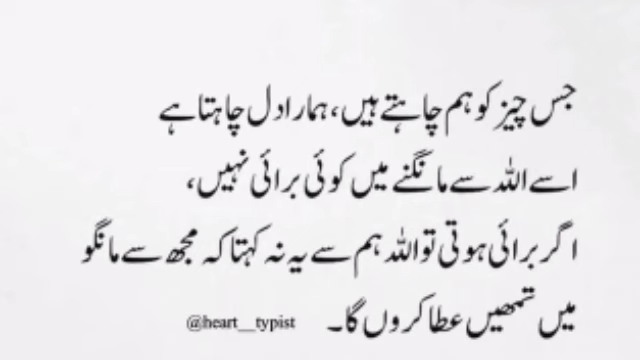 جس چیز کو ہم چاہتے ہیں، ہمارا دل چاہتا ہے
اسے اللہ سے مانگنے میں کوئی برائی نہیں،
اگر برائی ہوتی تو اللہ ہم سے یہ نہ کہتا کہ مجھ سے مانگو
میں تمھیں عطا کروں گا۔ @heart__typist